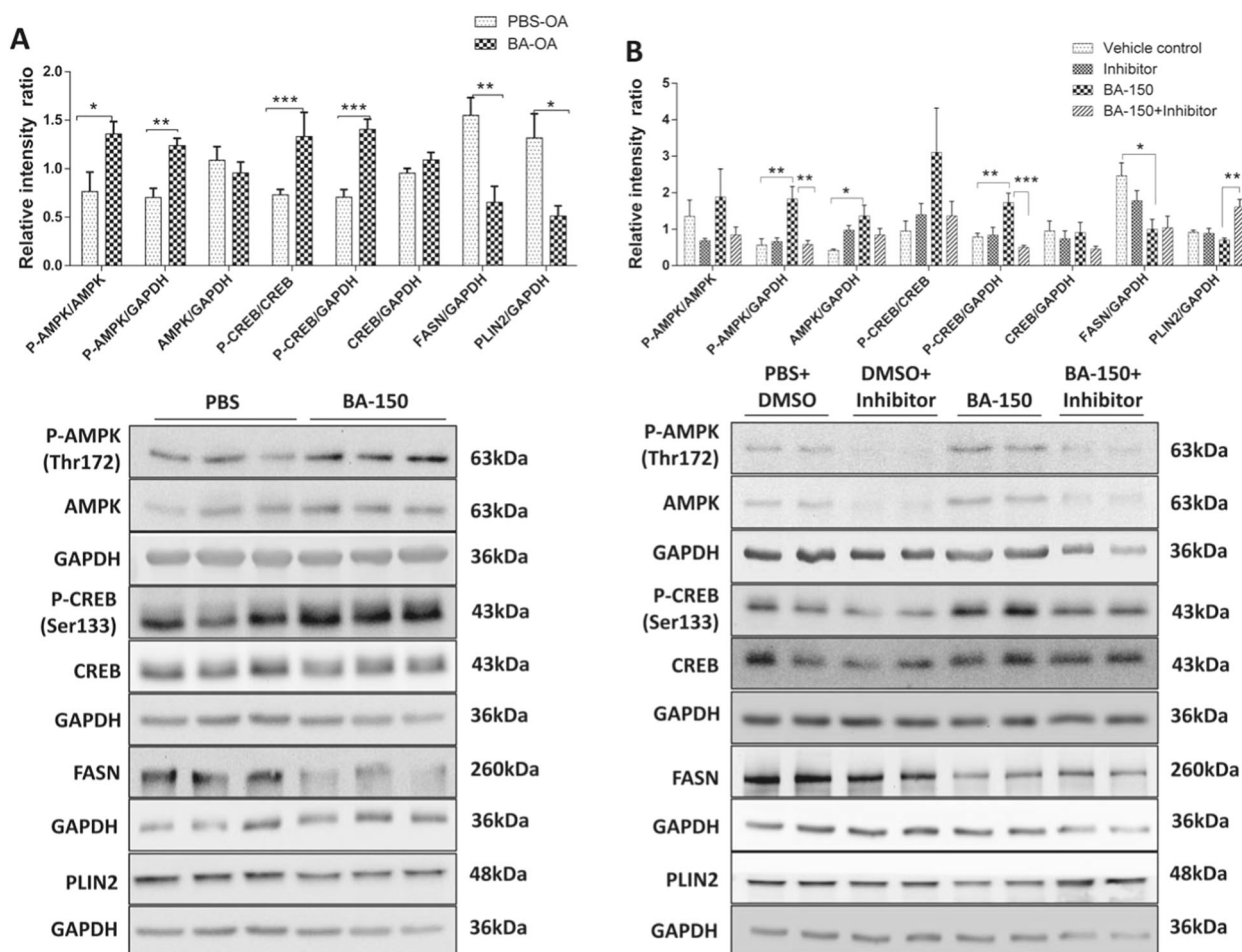 A
PBS-OA
BA-OA
Relative intensity ratio
2.0
1.5
1.0
0.5
0.0
*
**
***
***
**
*
P-AMPK/AMPK
P-AMPK/GAPDH
AMPK/GAPDH
P-CREB/CREB
P-CREB/GAPDH
CREB/GAPDH
FASN/GAPDH
PLIN2/GAPDH
PBS
BA-150
P-AMPK
(Thr172)
63kDa
AMPK
63kDa
GAPDH
36kDa
P-CREB
(Ser133)
43kDa
CREB
43kDa
GAPDH
36kDa
FASN
260kDa
GAPDH
36kDa
PLIN2
48kDa
GAPDH
36kDa
B
Vehicle control
Inhibitor
BA-150
BA-150+Inhibitor
Relative intensity ratio
5
4
3
2
1
0
**
**
*
**
***
*
**
P-AMPK/AMPK
P-AMPK/GAPDH
AMPK/GAPDH
P-CREB/CREB
P-CREB/GAPDH
CREB/GAPDH
FASN/GAPDH
PLIN2/GAPDH
PBS+
DMSO
DMSO+
Inhibitor
BA-150
BA-150+
Inhibitor
P-AMPK
(Thr172)
63kDa
AMPK
63kDa
GAPDH
36kDa
P-CREB
(Ser133)
43kDa
CREB
43kDa
GAPDH
36kDa
FASN
260kDa
GAPDH
36kDa
PLIN2
48kDa
GAPDH
36kDa